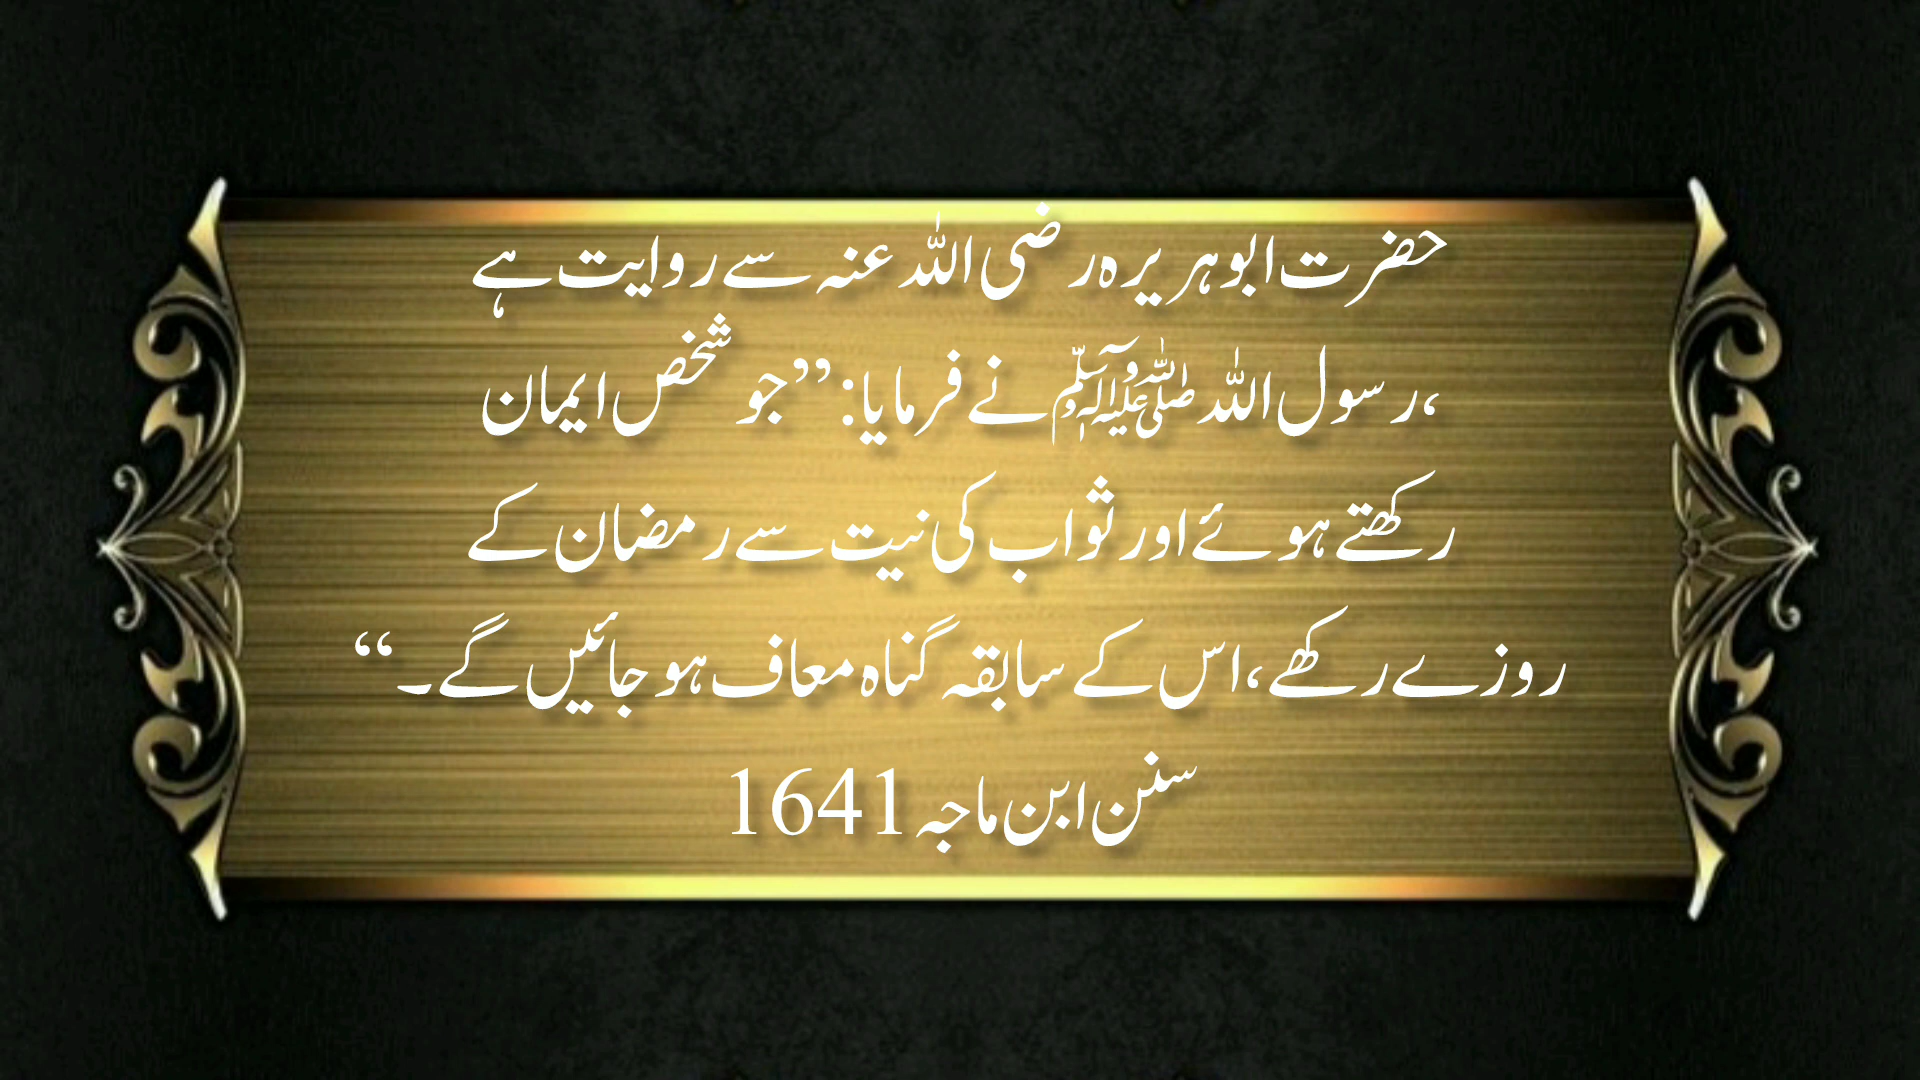 حضرت ابوہریرہ رضی اللہ عنہ سے روایت ہے
،رسول اللہ ﷺ نے فرمایا: ’’جو شخص ایمان
رکھتے ہوئے اور ثواب کی نیت سے رمضان کے
روزے رکھے، اس کے سابقہ گناہ معاف ہو جائیں گے۔‘‘
سنن ابن ماجہ 1641